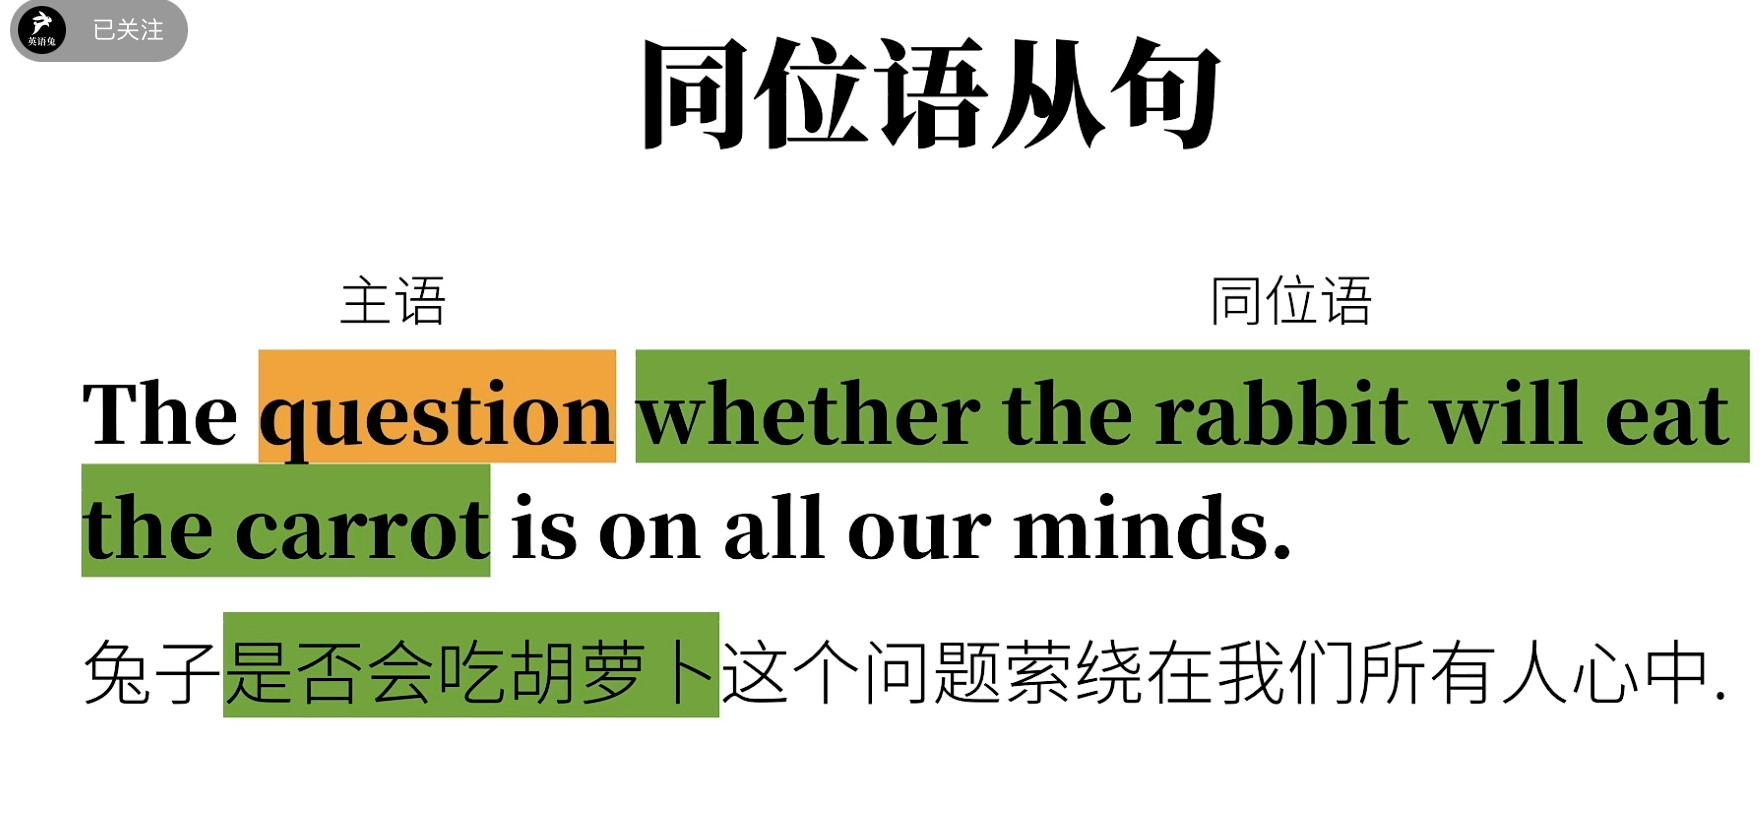 英语兔
已关注
同位语从句
主语
同位语
The question whether the rabbit will eat
the carrot is on all our minds.
兔子是否会吃胡萝卜这个问题萦绕在我们所有人心中.